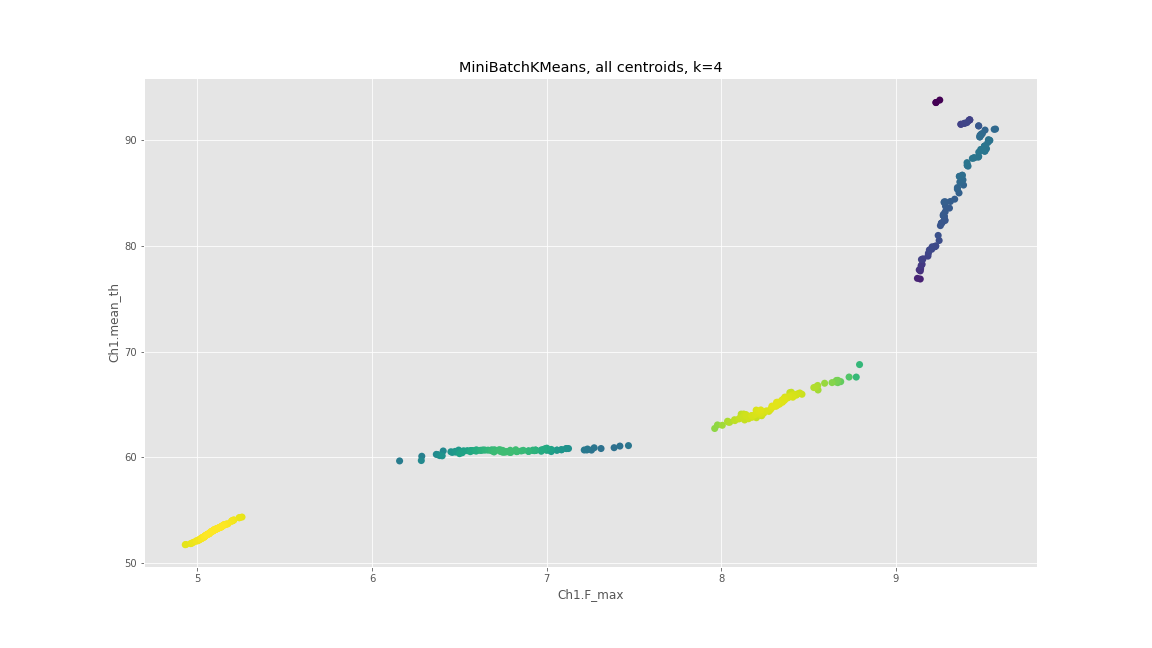 MiniBatchKMeans, all centroids, k=4
90
80
70
60
50
Ch1.mean_th
5 6 7 8 9
Ch1.F_max